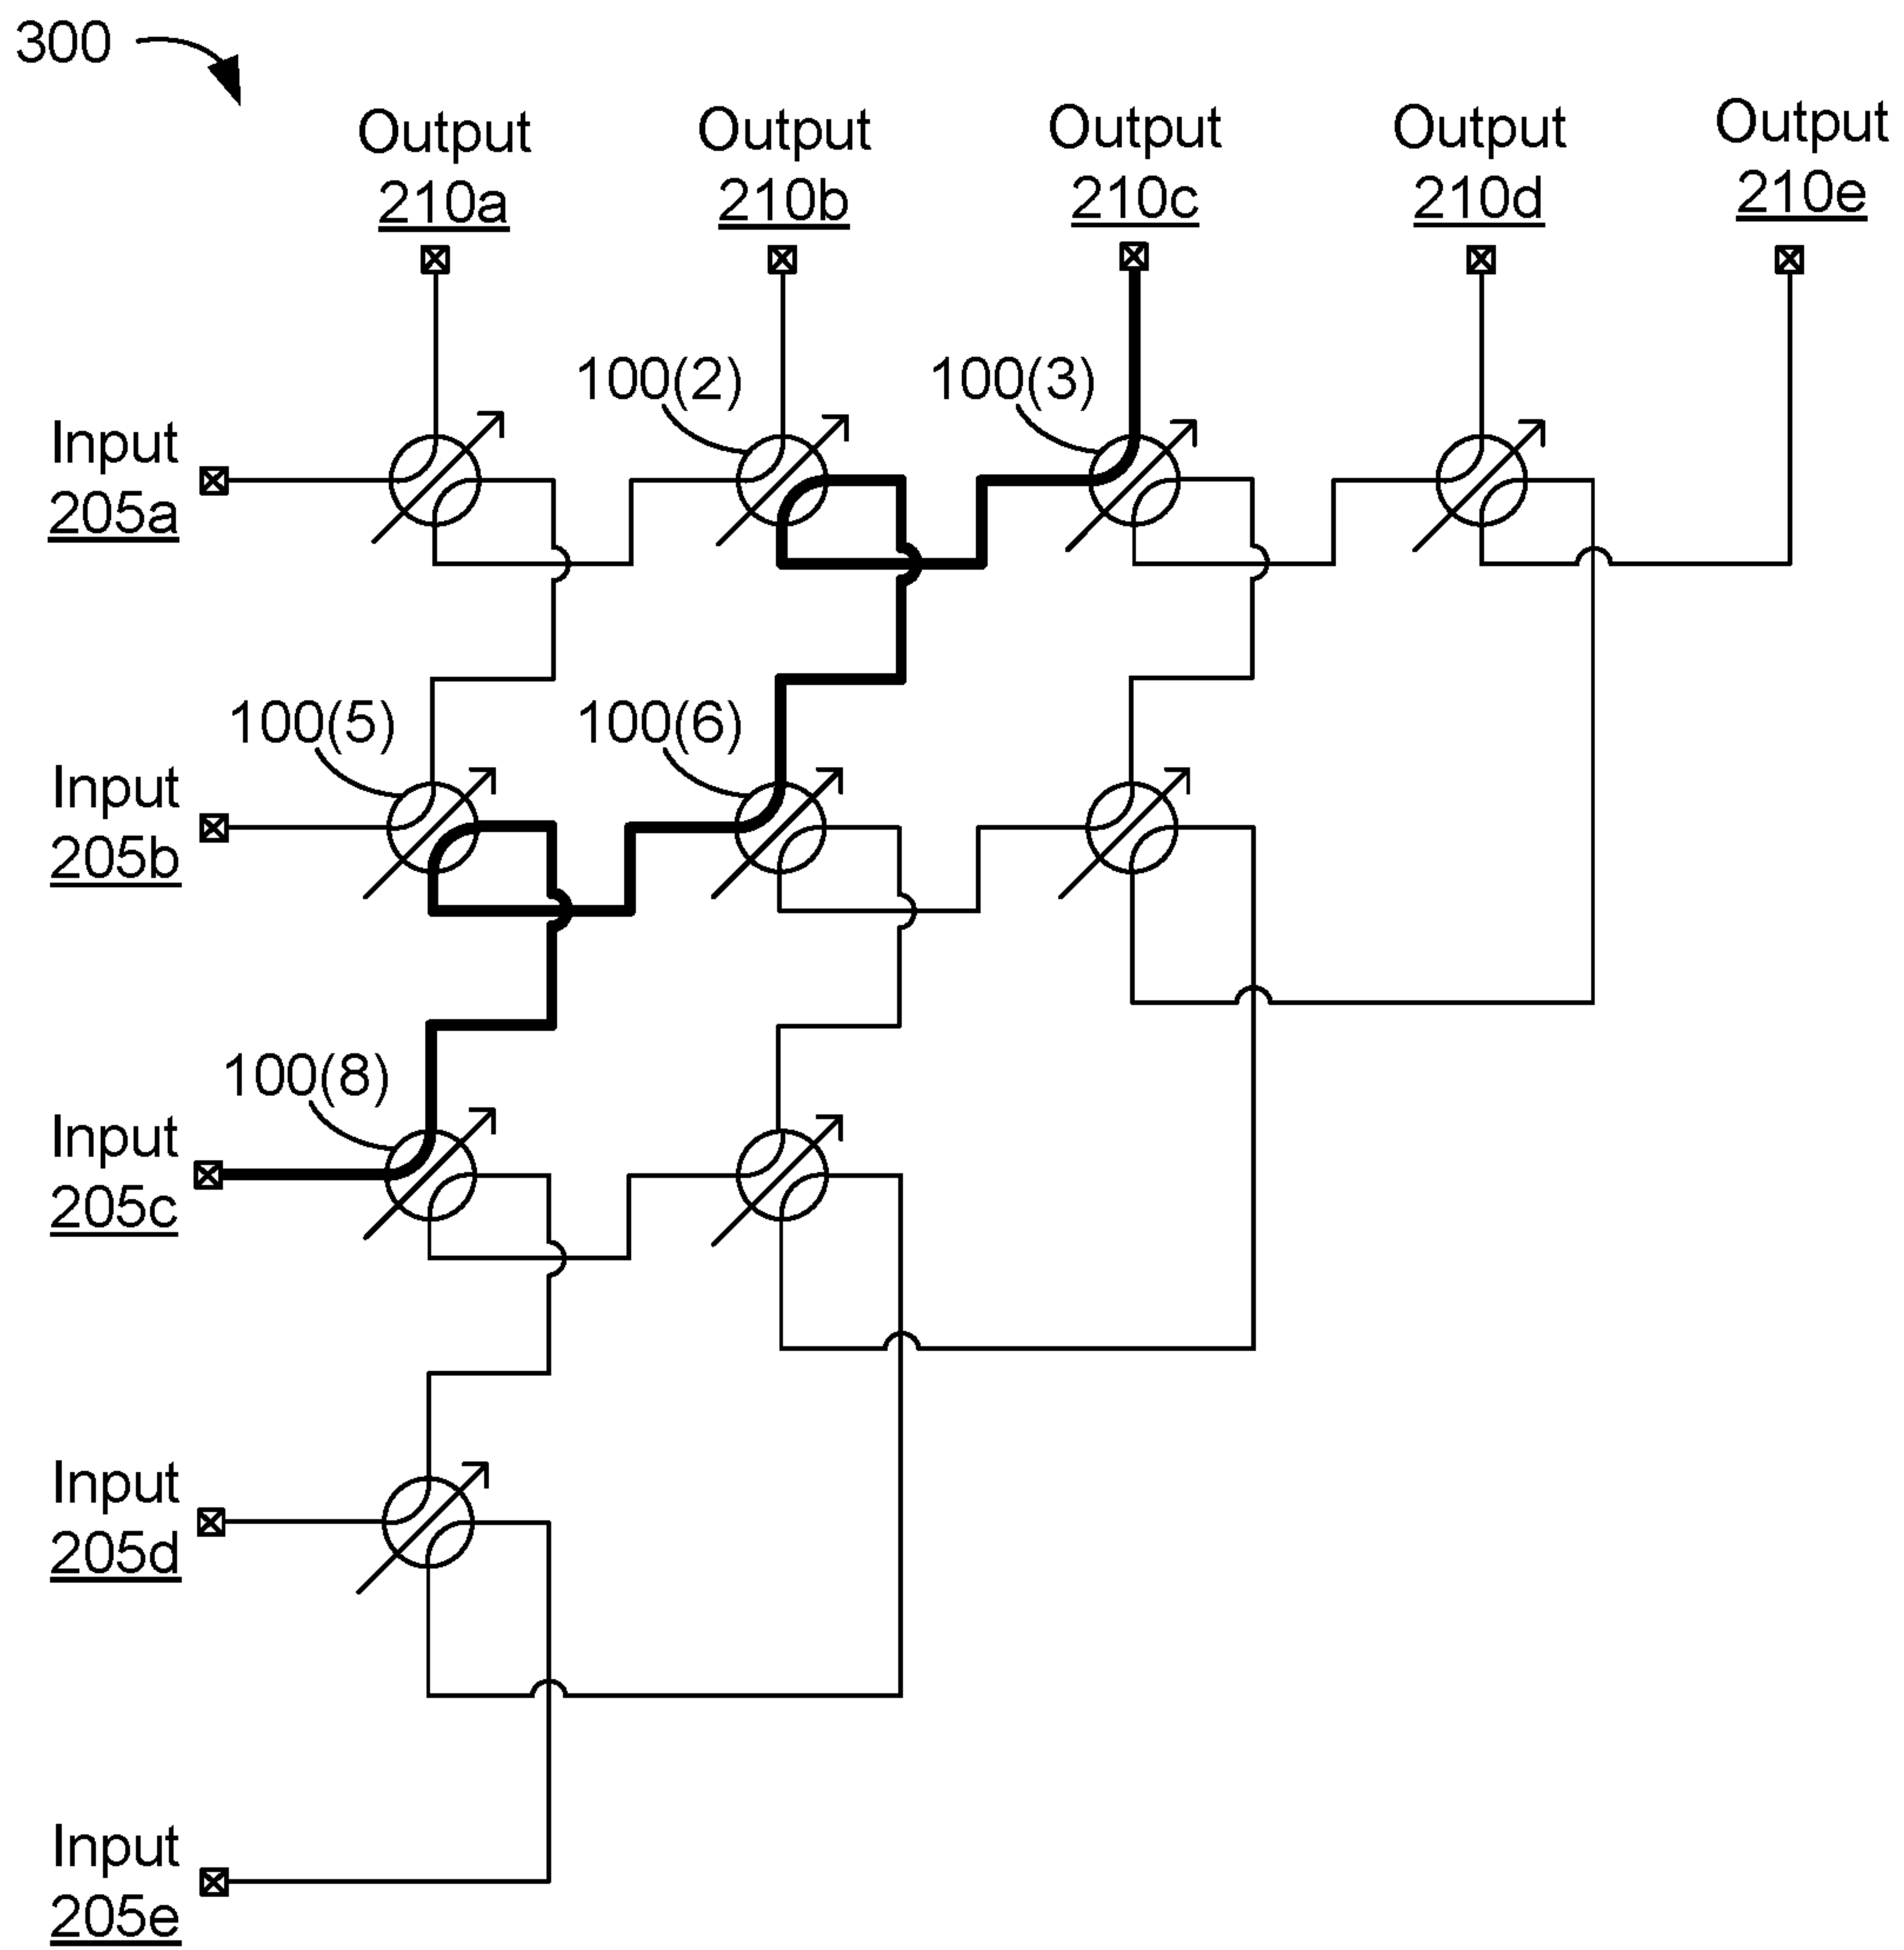 300
Output
210a
Output
210b
Output
210c
Output
210d
Output
210e
100(2)
100(3)
Input
205a
100(5)
100(6)
Input
205b
100(8)
Input
205c
Input
205d
Input
205e